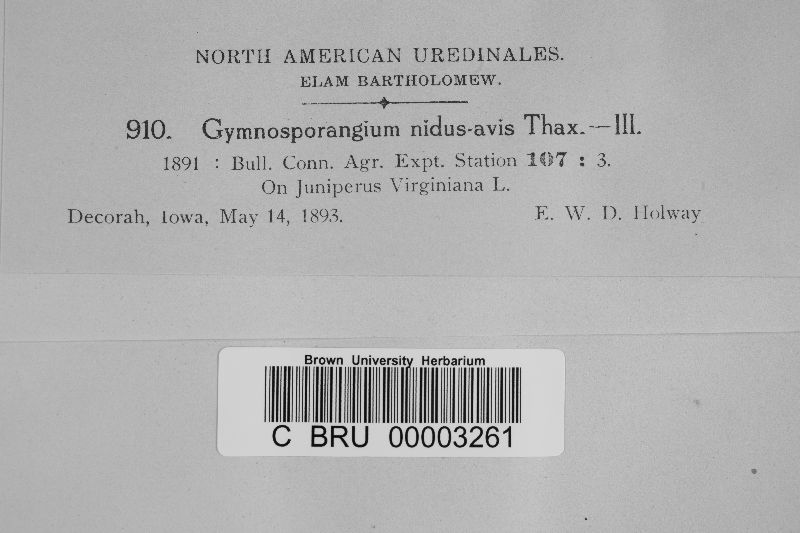 NORTH AMERICAN UREDINALES.
ELAM BARTHOLOMEW.
910. Gymnosporangium nidus-avis Thax.—III.
1891 : Bull. Conn. Agr. Expt. Station 107 : 3.
On Juniperus Virginiana L.
Decorah, Iowa, May 14, 1893. E. W. D. Holway
Brown University Herbarium
C BRU 00003261